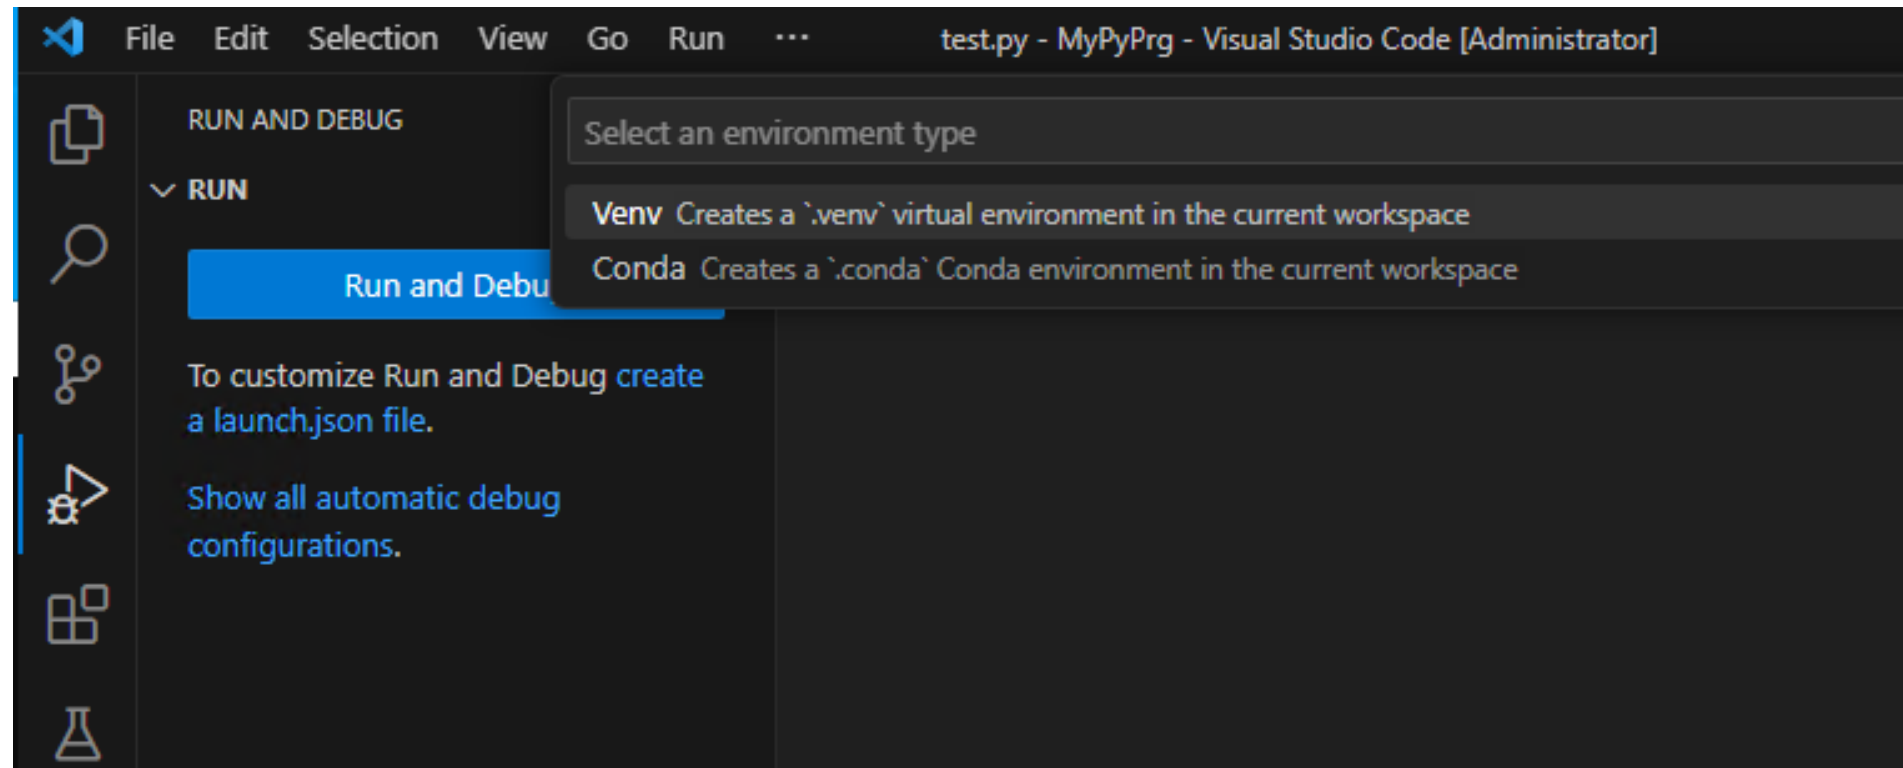 File Edit Selection View Go Run ··· test.py - MyPyPrg - Visual Studio Code [Administrator]
RUN AND DEBUG
Select an environment type
RUN
Venv Creates a `.venv` virtual environment in the current workspace
Conda Creates a `.conda` Conda environment in the current workspace
Run and Debu
To customize Run and Debug create
a launch.json file.
Show all automatic debug
configurations.